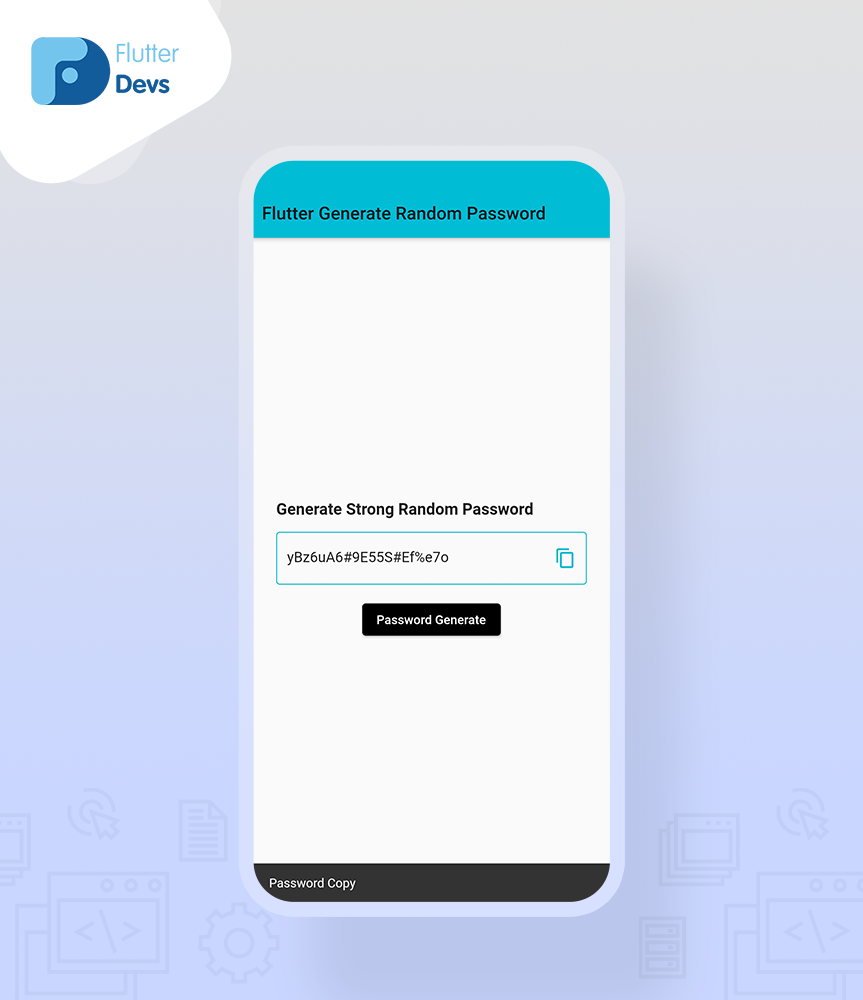 Flutter
Devs
Flutter Generate Random Password
Generate Strong Random Password
yBz6uA6#9E55S#Ef%e7o
Password Generate
Password Copy